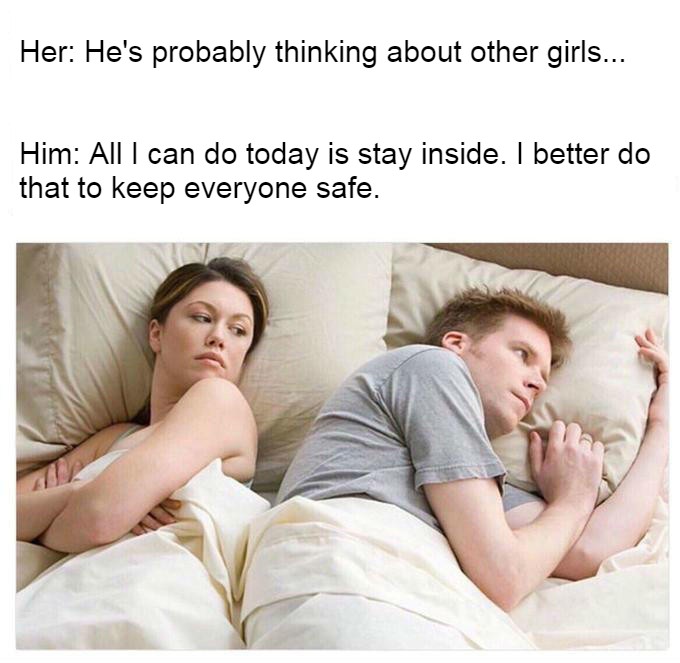 Her: He's probably thinking about other girls...
Him: All I can do today is stay inside. I better do
that to keep everyone safe.